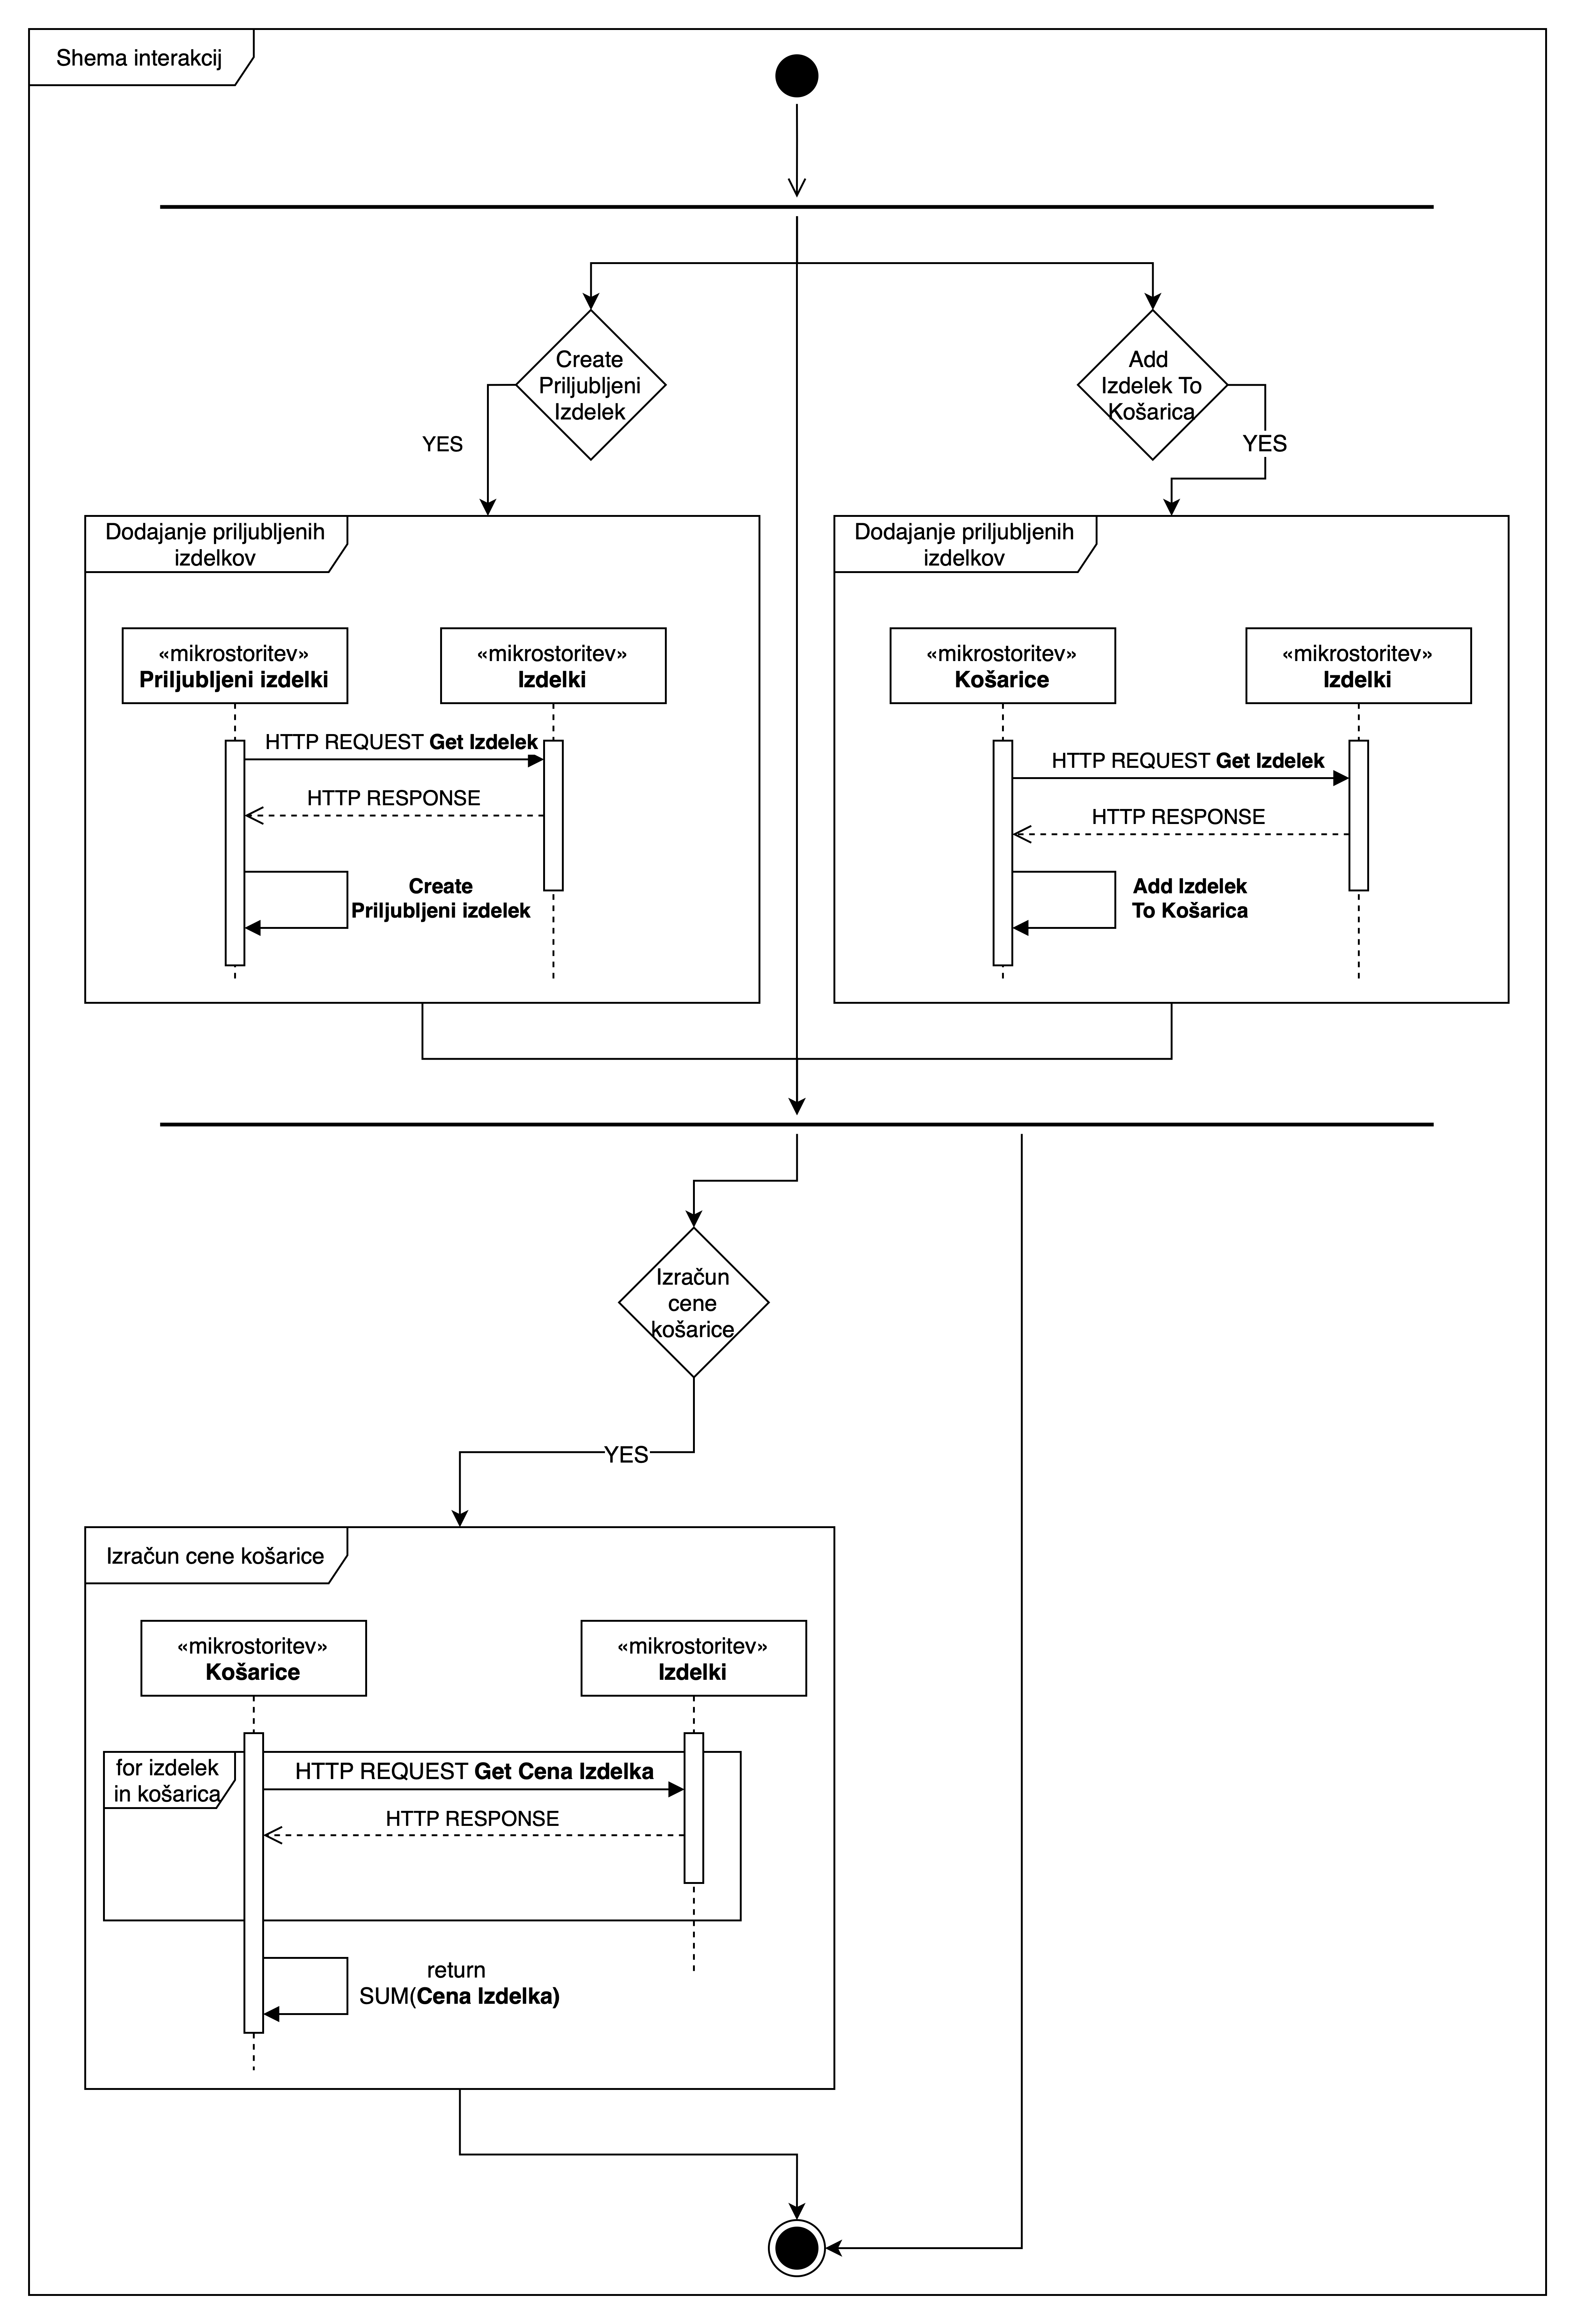 Shema interakcij
Create
Priljubljeni
Izdelek
Add
Izdelek To
Košarica
YES
YES
Dodajanje priljubljenih
izdelkov
«mikrostoritev»
Priljubljeni izdelki
«mikrostoritev»
Izdelki
HTTP REQUEST Get Izdelek
HTTP RESPONSE
Create
Priljubljeni izdelek
Dodajanje priljubljenih
izdelkov
«mikrostoritev»
Košarice
«mikrostoritev»
Izdelki
HTTP REQUEST Get Izdelek
HTTP RESPONSE
Add Izdelek
To Košarica
Izračun
cene
košarice
YES
Izračun cene košarice
«mikrostoritev»
Košarice
«mikrostoritev»
Izdelki
for izdelek
in košarica
HTTP REQUEST Get Cena Izdelka
HTTP RESPONSE
return
SUM(Cena Izdelka)